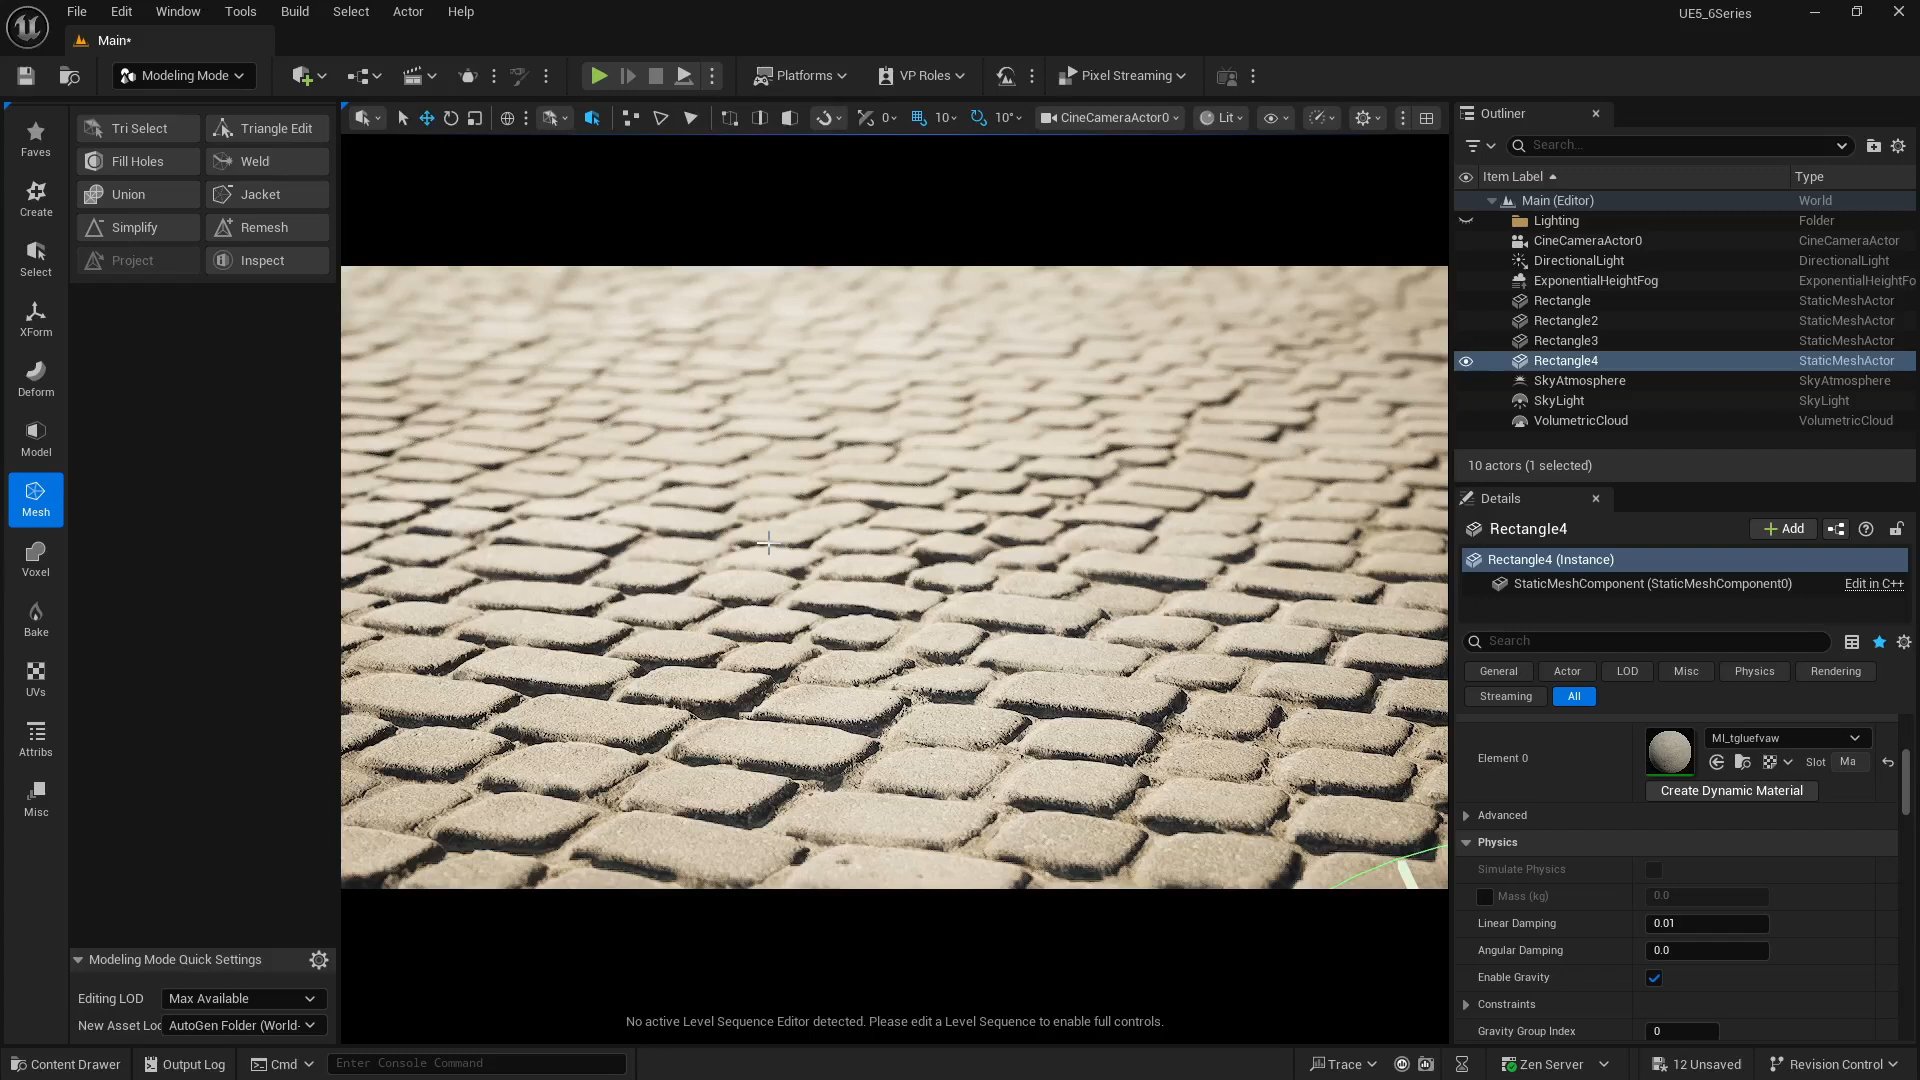 File Edit Window Tools Build Select Actor Help
UE5_6Series
Main*
Modeling Mode
Platforms
VP Roles
Pixel Streaming
Faves
Create
Select
XForm
Deform
Model
Mesh
Voxel
Bake
UVs
Attribs
Misc
Tri Select Triangle Edit
Fill Holes Weld
Union Jacket
Simplify Remesh
Project Inspect
Modeling Mode Quick Settings
Editing LOD Max Available
New Asset Loc AutoGen Folder (World-
0 10 10° CineCameraActor0 Lit
No active Level Sequence Editor detected. Please edit a Level Sequence to enable full controls.
Outliner
Search...
Item Label Type
Main (Editor) World
Lighting Folder
CineCameraActor0 CineCameraActor
DirectionalLight DirectionalLight
ExponentialHeightFog ExponentialHeightFo
Rectangle StaticMeshActor
Rectangle2 StaticMeshActor
Rectangle3 StaticMeshActor
Rectangle4 StaticMeshActor
SkyAtmosphere SkyAtmosphere
SkyLight SkyLight
VolumetricCloud VolumetricCloud
10 actors (1 selected)
Details
Rectangle4 Add
Rectangle4 (Instance)
StaticMeshComponent (StaticMeshComponent0) Edit in C++
Search
General Actor LOD Misc Physics Rendering
Streaming All
Element 0 MI_tgluefvaw
Slot Ma
Create Dynamic Material
Advanced
Physics
Simulate Physics
Mass (kg) 0.0
Linear Damping 0.01
Angular Damping 0.0
Enable Gravity
Constraints
Gravity Group Index 0
Content Drawer Output Log Cmd Enter Console Command Trace Zen Server 12 Unsaved Revision Control